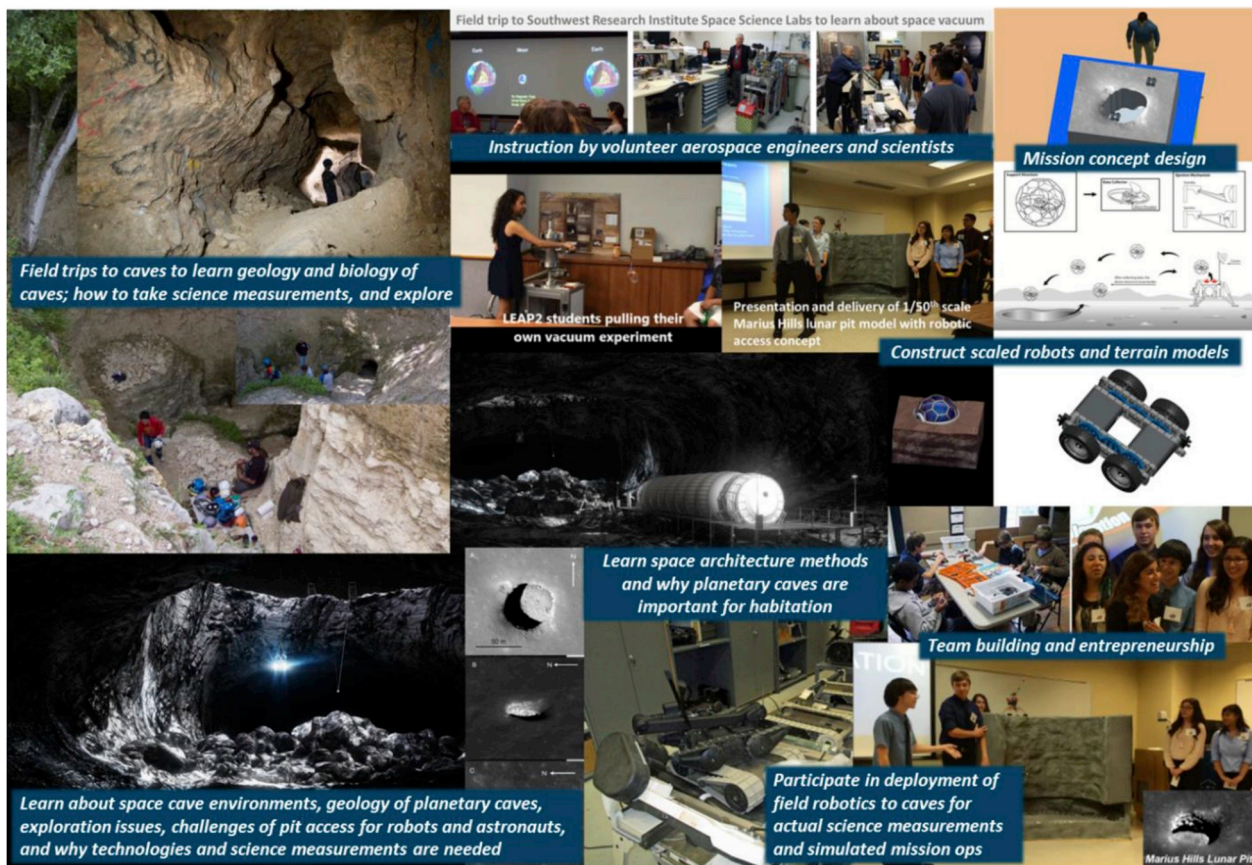 Field trip to Southwest Research Institute Space Science Labs to learn about space vacuum
Earth
Moon
Earth
Instruction by volunteer aerospace engineers and scientists
Mission concept design
Field trips to caves to learn geology and biology of
caves; how to take science measurements, and explore
LEAP2 students pulling their
own vacuum experiment
Presentation and delivery of 1/50th scale
Marius Hills lunar pit model with robotic
access concept
Construct scaled robots and terrain models
Learn space architecture methods
and why planetary caves are
important for habitation
A
N
50 m
B
N
C
N
Team building and entrepreneurship
ATION
Learn about space cave environments, geology of planetary caves,
exploration issues, challenges of pit access for robots and astronauts,
and why technologies and science measurements are needed
Participate in deployment of
field robotics to caves for
actual science measurements
and simulated mission ops
Marius Hills Lunar Pit